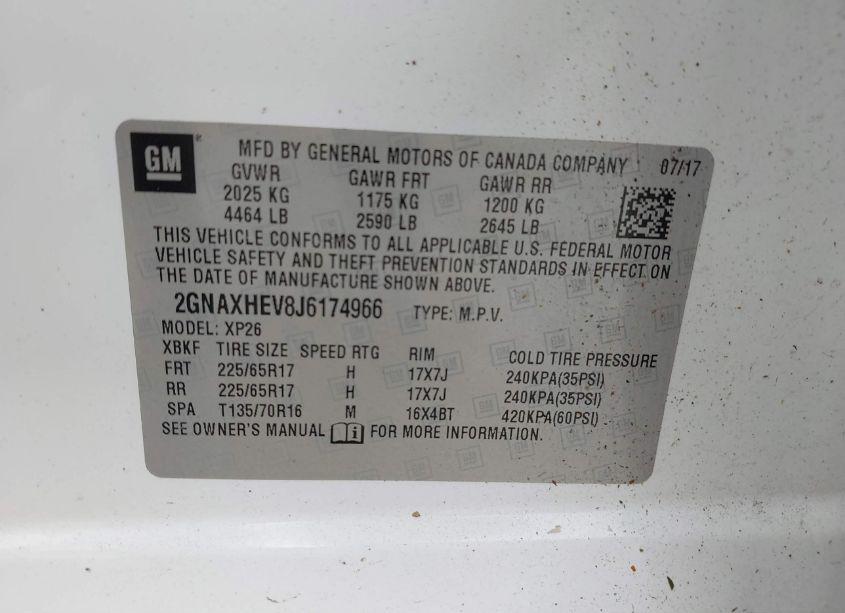 GM
MFD BY GENERAL MOTORS OF CANADA COMPANY 07/17
GVWR GAWR FRT GAWR RR
2025 KG 1175 KG 1200 KG
4464 LB 2590 LB 2645 LB
THIS VEHICLE CONFORMS TO ALL APPLICABLE U.S. FEDERAL MOTOR
VEHICLE SAFETY AND THEFT PREVENTION STANDARDS IN EFFECT ON
THE DATE OF MANUFACTURE SHOWN ABOVE.
2GNAXHEV8J6174966 TYPE: M.P.V.
MODEL: XP26
XBKF TIRE SIZE SPEED RTG RIM COLD TIRE PRESSURE
FRT 225/65R17 H 17X7J 240KPA(35PSI)
RR 225/65R17 H 17X7J 240KPA(35PSI)
SPA T135/70R16 M 16X4BT 420KPA(60PSI)
SEE OWNER'S MANUAL FOR MORE INFORMATION.